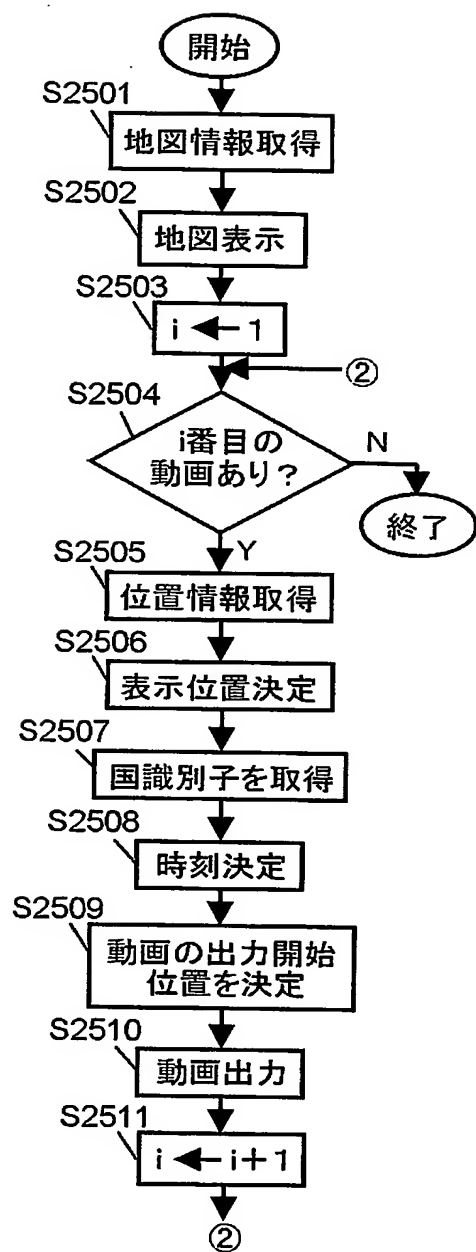 開始
S2501
地図情報取得
S2502
地図表示
S2503
i ← 1
②
S2504
i番目の
動画あり？
N
終了
Y
S2505
位置情報取得
S2506
表示位置決定
S2507
国識別子を取得
S2508
時刻決定
S2509
動画の出力開始
位置を決定
S2510
動画出力
S2511
i ← i+1
②